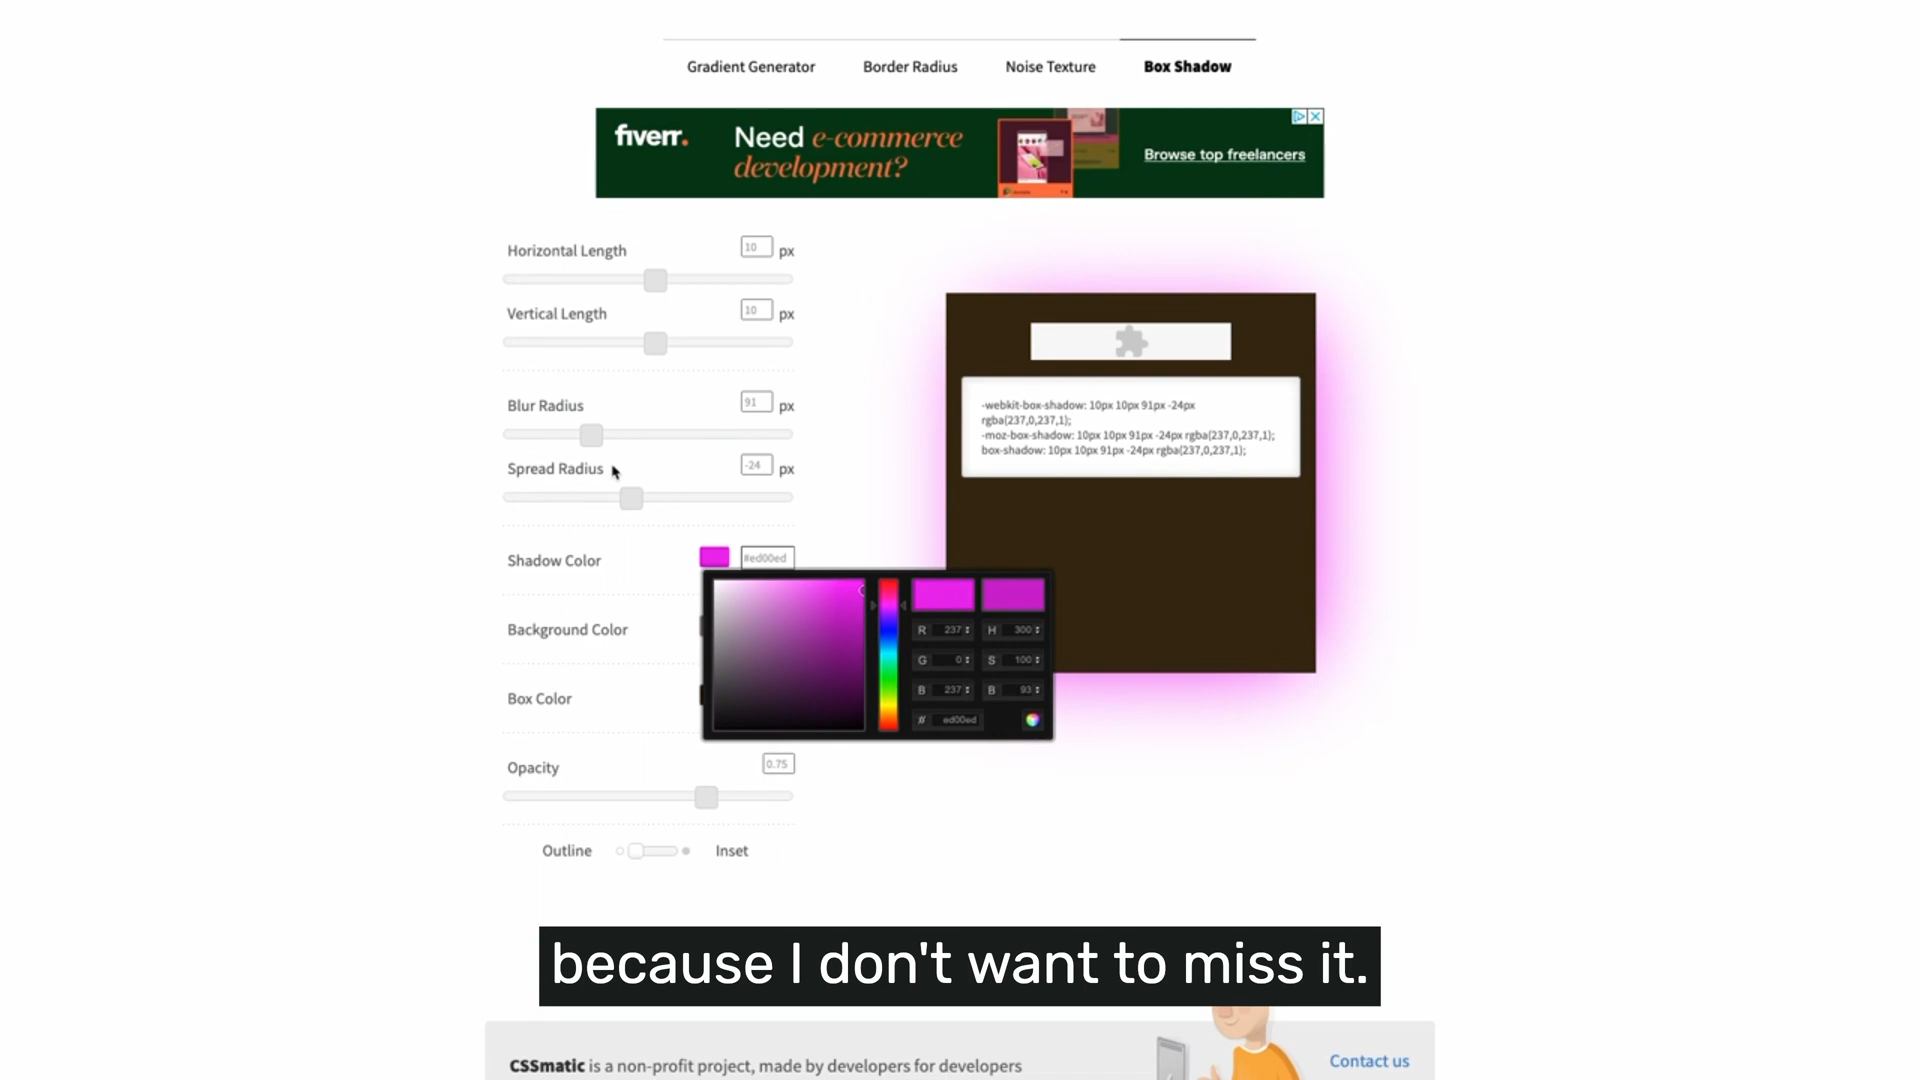 Gradient Generator Border Radius Noise Texture Box Shadow
fiverr.
Need e-commerce
development?
Browse top freelancers
Horizontal Length 10 px
Vertical Length 10 px
Blur Radius 91 px
Spread Radius -24 px
-webkit-box-shadow: 10px 10px 91px -24px
rgba(237,0,237,1);
-moz-box-shadow: 10px 10px 91px -24px rgba(237,0,237,1);
box-shadow: 10px 10px 91px -24px rgba(237,0,237,1);
Shadow Color #ed00ed
Background Color
Box Color
R 237 H 300
G 0 S 100
B 237 B 93
# ed00ed
Opacity 0.75
Outline Inset
because I don't want to miss it.
CSSmatic is a non-profit project, made by developers for developers
Contact us